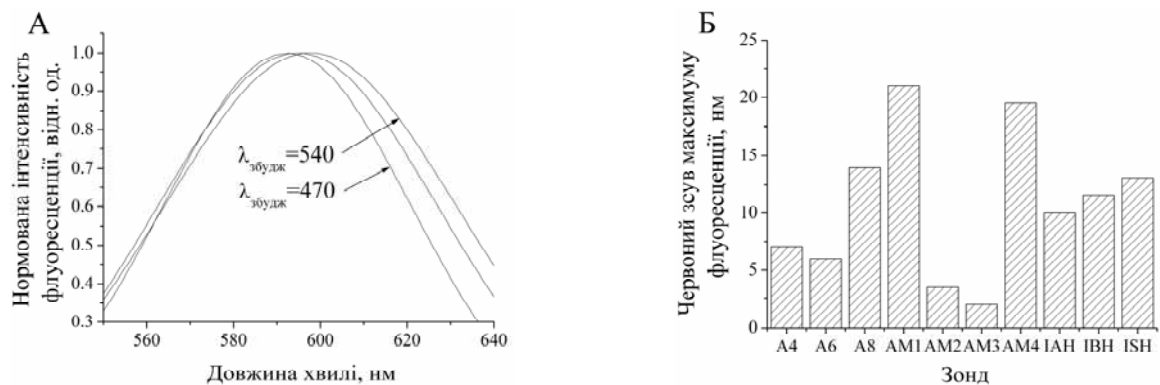 А
Нормована інтенсивність
флуоресценції, відн. од.
1.0
0.9
0.8
0.7
0.6
0.5
0.4
0.3
λзбудж=540
λзбудж=470
560 580 600 620 640
Довжина хвилі, нм
Б
Червоний зсув максимуму
флуоресценції, нм
25
20
15
10
5
0
A4 A6 A8 AM1 AM2 AM3 AM4 IAH IBH ISH
Зонд